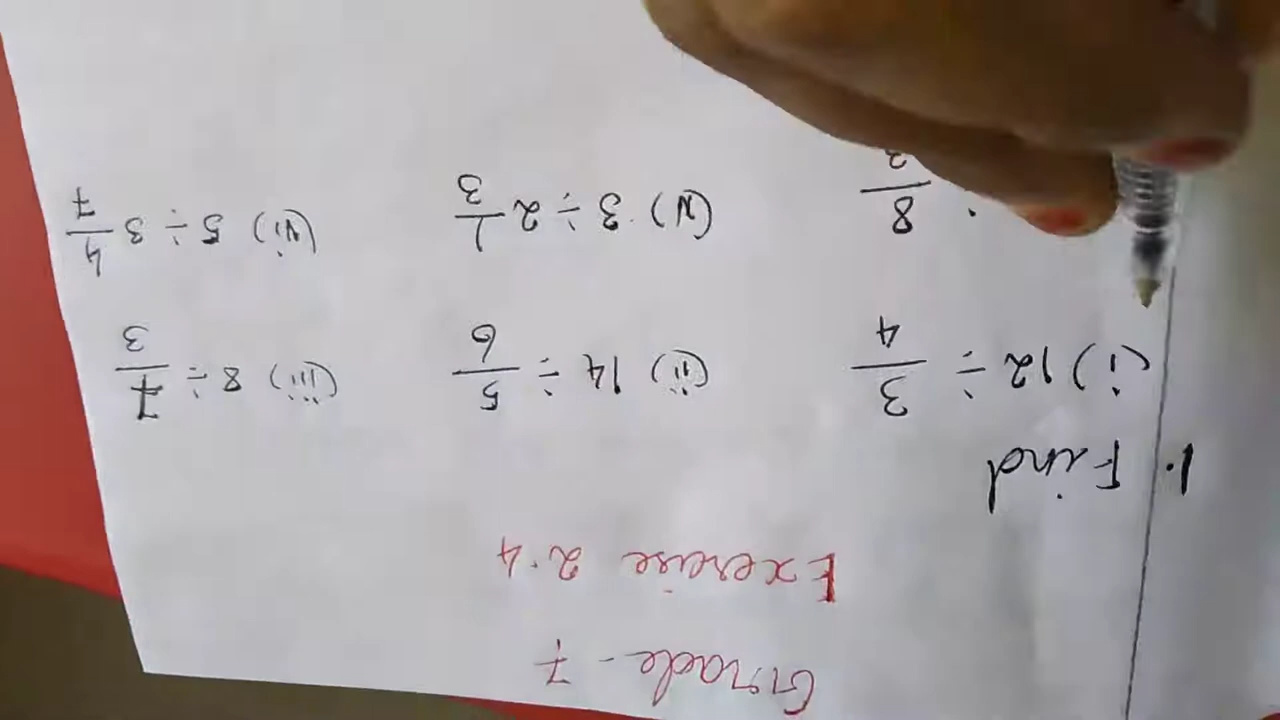 Grade - 7
Exercise 2.4
1. Find
(i) 12 ÷ 3/4 (ii) 14 ÷ 5/6 (iii) 8 ÷ 7/3
8/3 (v) 3 ÷ 2 1/3 (vi) 5 ÷ 3 4/7